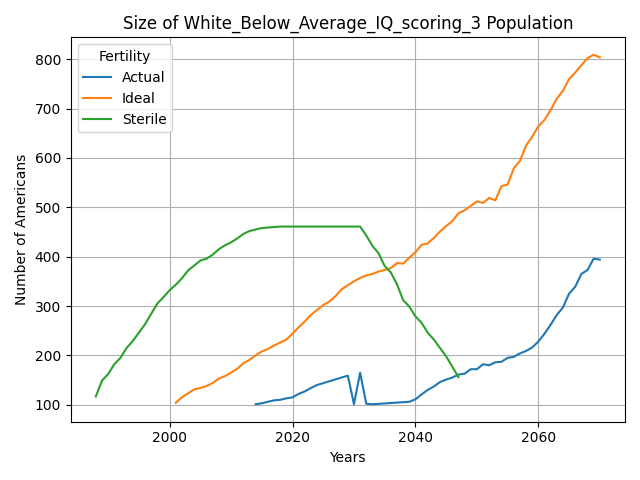 Size of White_Below_Average_IQ_scoring_3 Population
Fertility
Actual
Ideal
Sterile
Number of Americans
800
700
600
500
400
300
200
100
2000
2020
2040
2060
Years